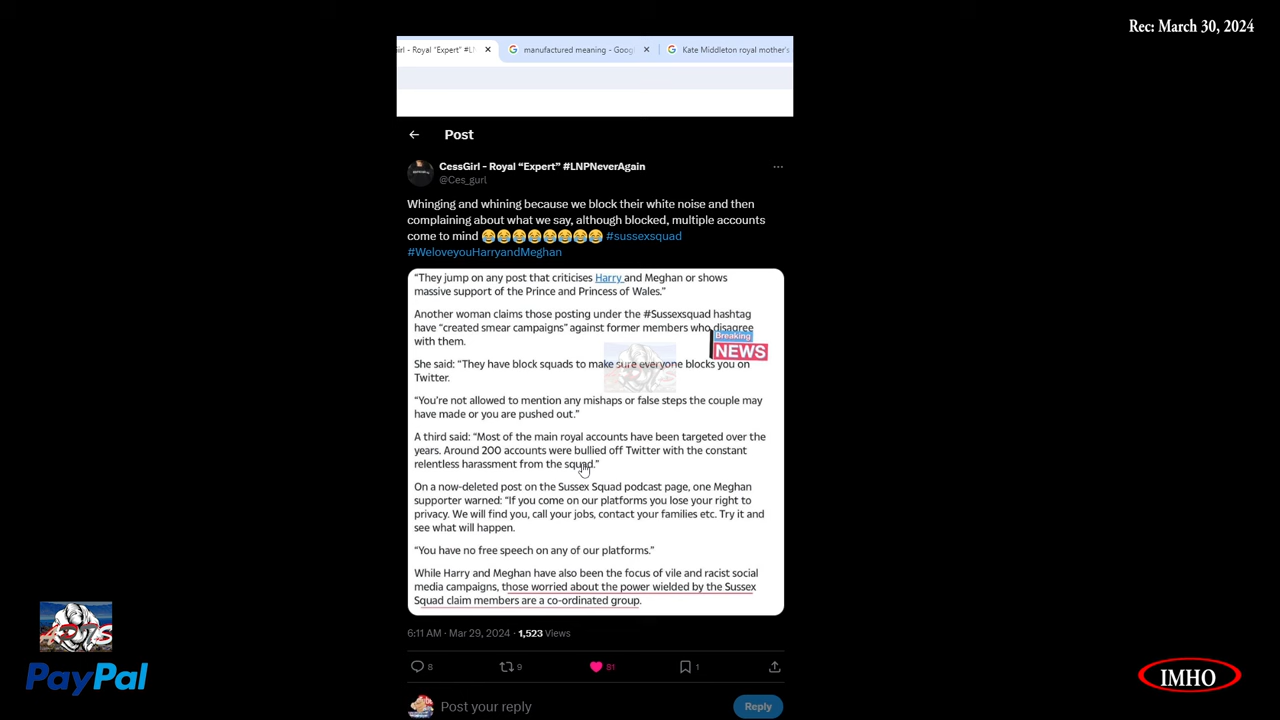 Rec: March 30, 2024
irl - Royal “Expert” #LI
manufactured meaning - Goog
Kate Middleton royal mother's
Post
CessGirl - Royal “Expert” #LNPNeverAgain
@Ces_gurl
Whinging and whining because we block their white noise and then
complaining about what we say, although blocked, multiple accounts
come to mind 😂😂😂😂😂😂😂😂 #sussexsquad
#WeloveyouHarryandMeghan
“They jump on any post that criticises Harry and Meghan or shows
massive support of the Prince and Princess of Wales.”
Another woman claims those posting under the #Sussexsquad hashtag
have “created smear campaigns” against former members who disagree
with them.
Breaking
NEWS
She said: “They have block squads to make sure everyone blocks you on
Twitter.
“You’re not allowed to mention any mishaps or false steps the couple may
have made or you are pushed out.”
A third said: “Most of the main royal accounts have been targeted over the
years. Around 200 accounts were bullied off Twitter with the constant
relentless harassment from the squad.”
On a now-deleted post on the Sussex Squad podcast page, one Meghan
supporter warned: “If you come on our platforms you lose your right to
privacy. We will find you, call your jobs, contact your families etc. Try it and
see what will happen.
“You have no free speech on any of our platforms.”
While Harry and Meghan have also been the focus of vile and racist social
media campaigns, those worried about the power wielded by the Sussex
Squad claim members are a co-ordinated group.
6:11 AM · Mar 29, 2024 · 1,523 Views
8 9 81 1
Post your reply
Reply
PayPal
IMHO